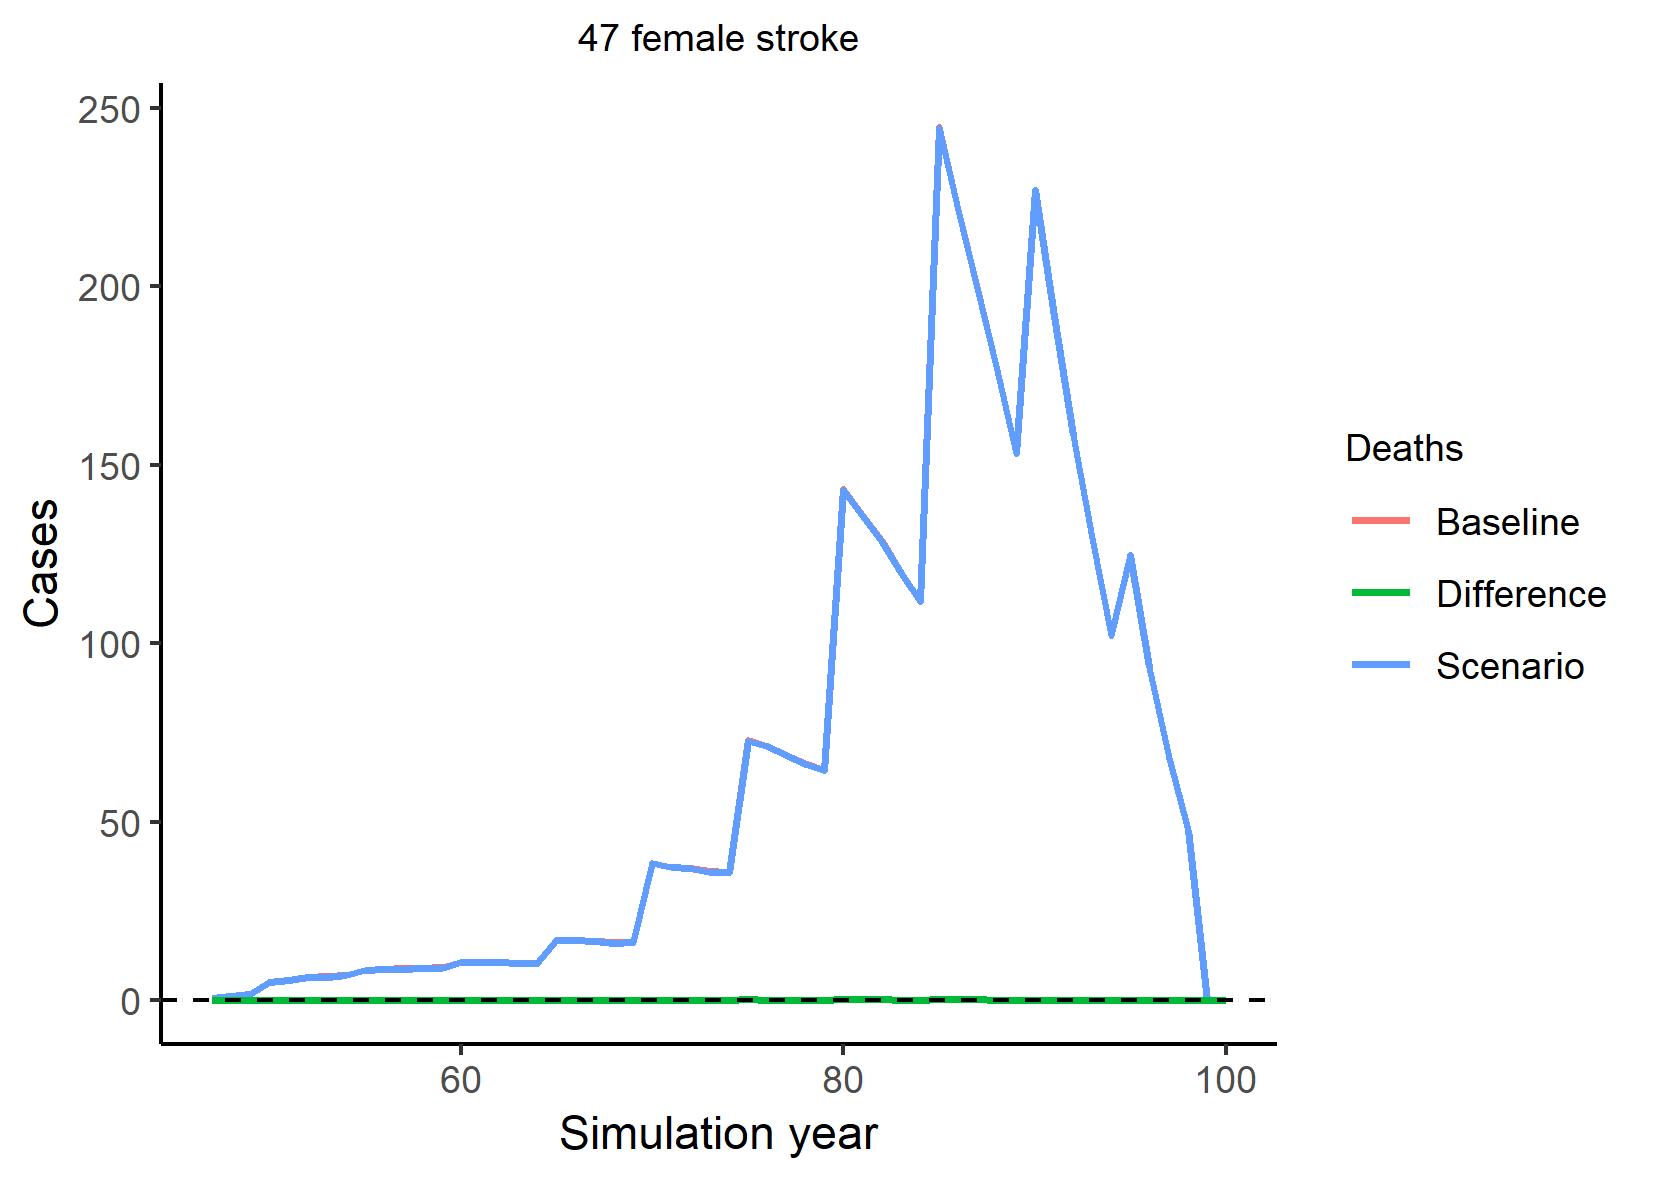 47 female stroke
250
200
150
100
50
0
Cases
60
80
100
Simulation year
Deaths
Baseline
Difference
Scenario